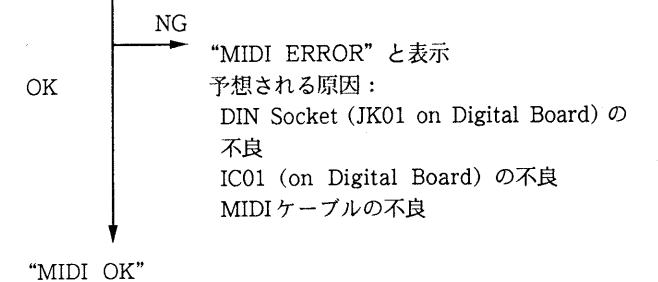 NG
“MIDI ERROR” と表示
OK
予想される原因：
DIN Socket (JK01 on Digital Board) の
不良
IC01 (on Digital Board) の不良
MIDIケーブルの不良
“MIDI OK”